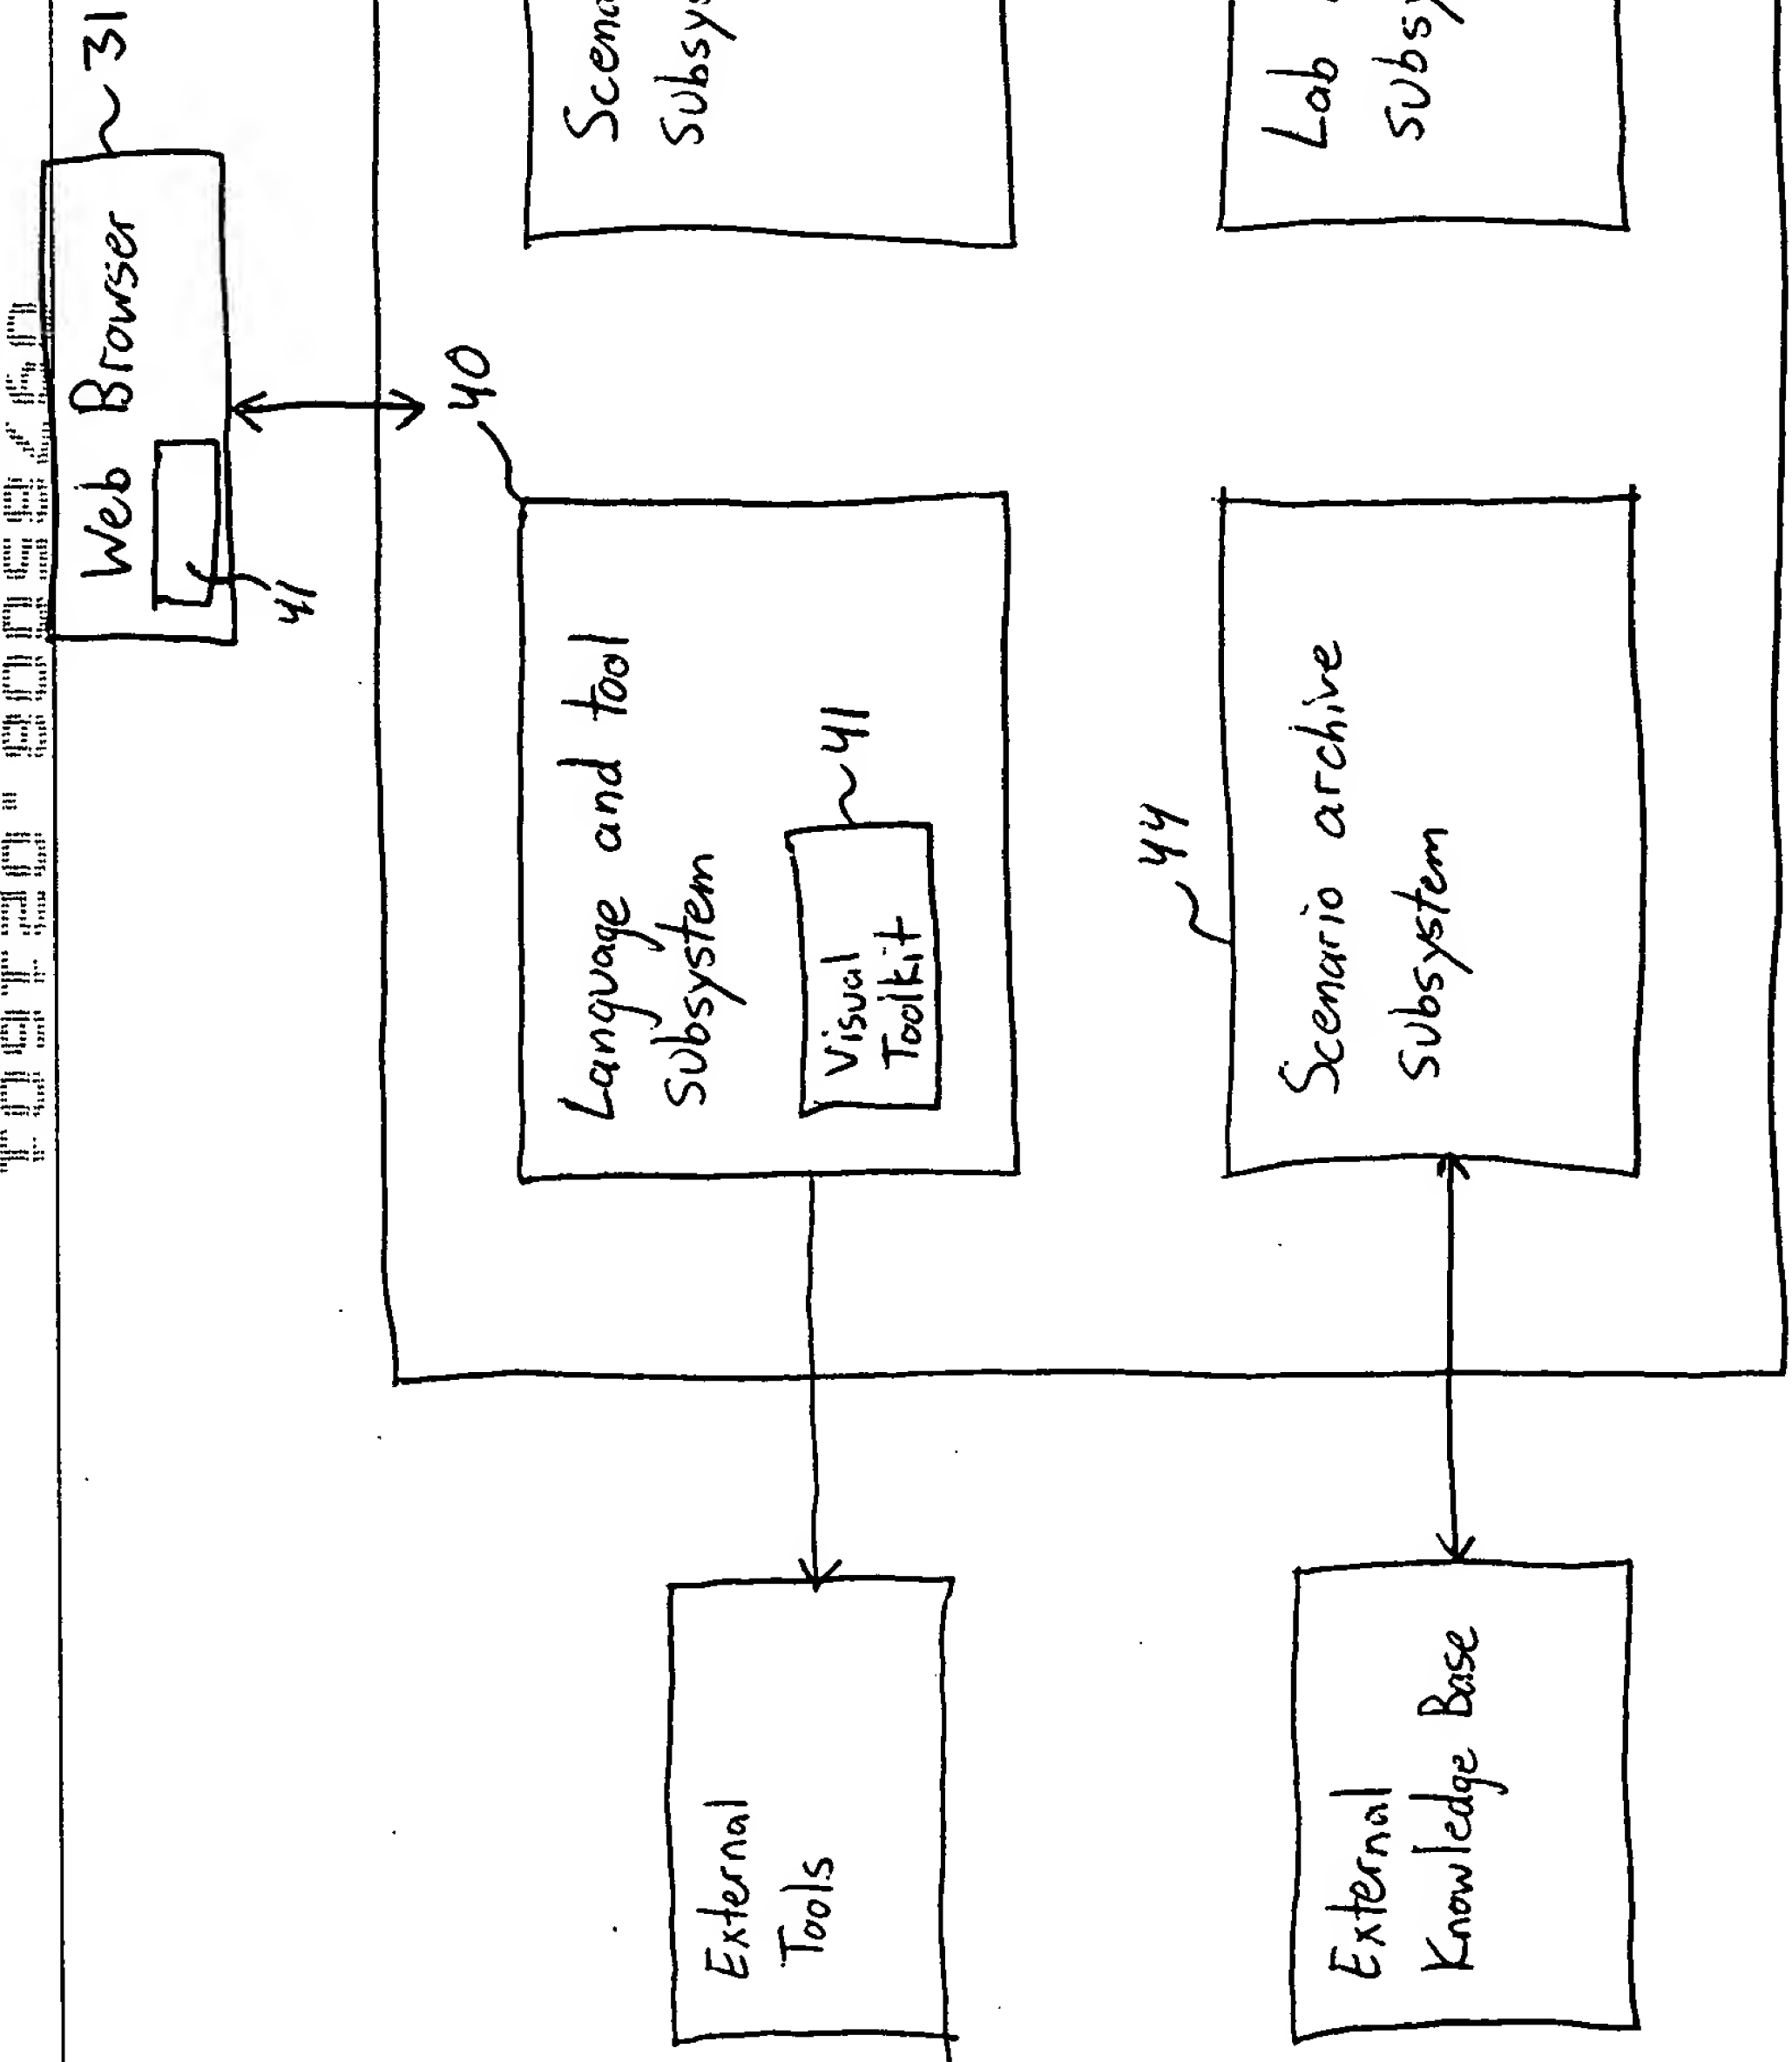 Web Browser
31
41
40
Language and tool
Subsystem
Visual
Toolkit
41
44
Scenario archive
Subsystem
External
Tools
External
Knowledge Base
Lab